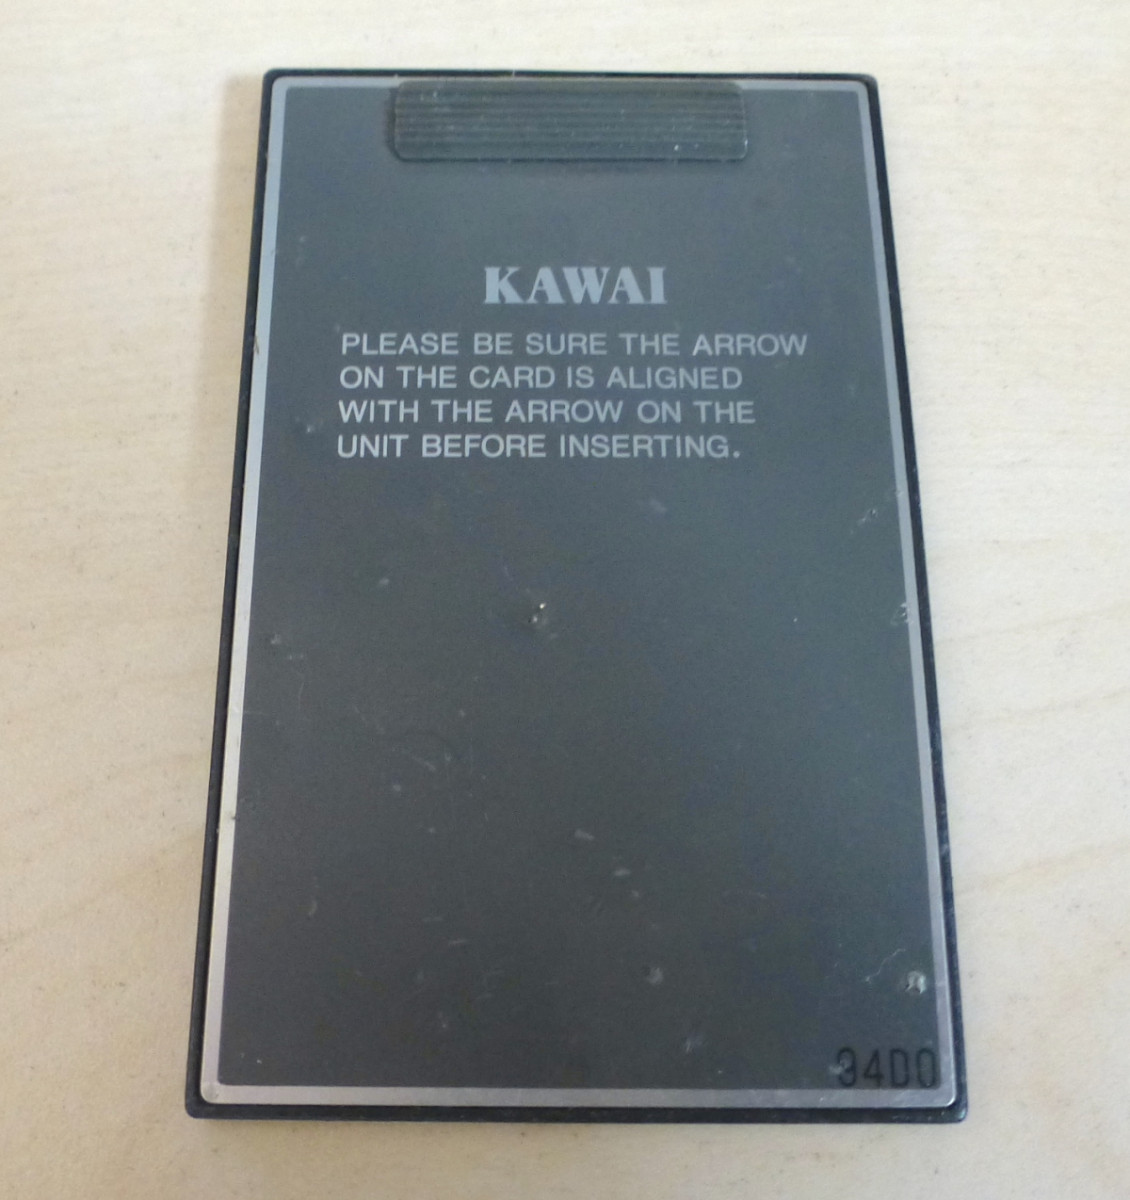 KAWAI
PLEASE BE SURE THE ARROW
ON THE CARD IS ALIGNED
WITH THE ARROW ON THE
UNIT BEFORE INSERTING.
94D0